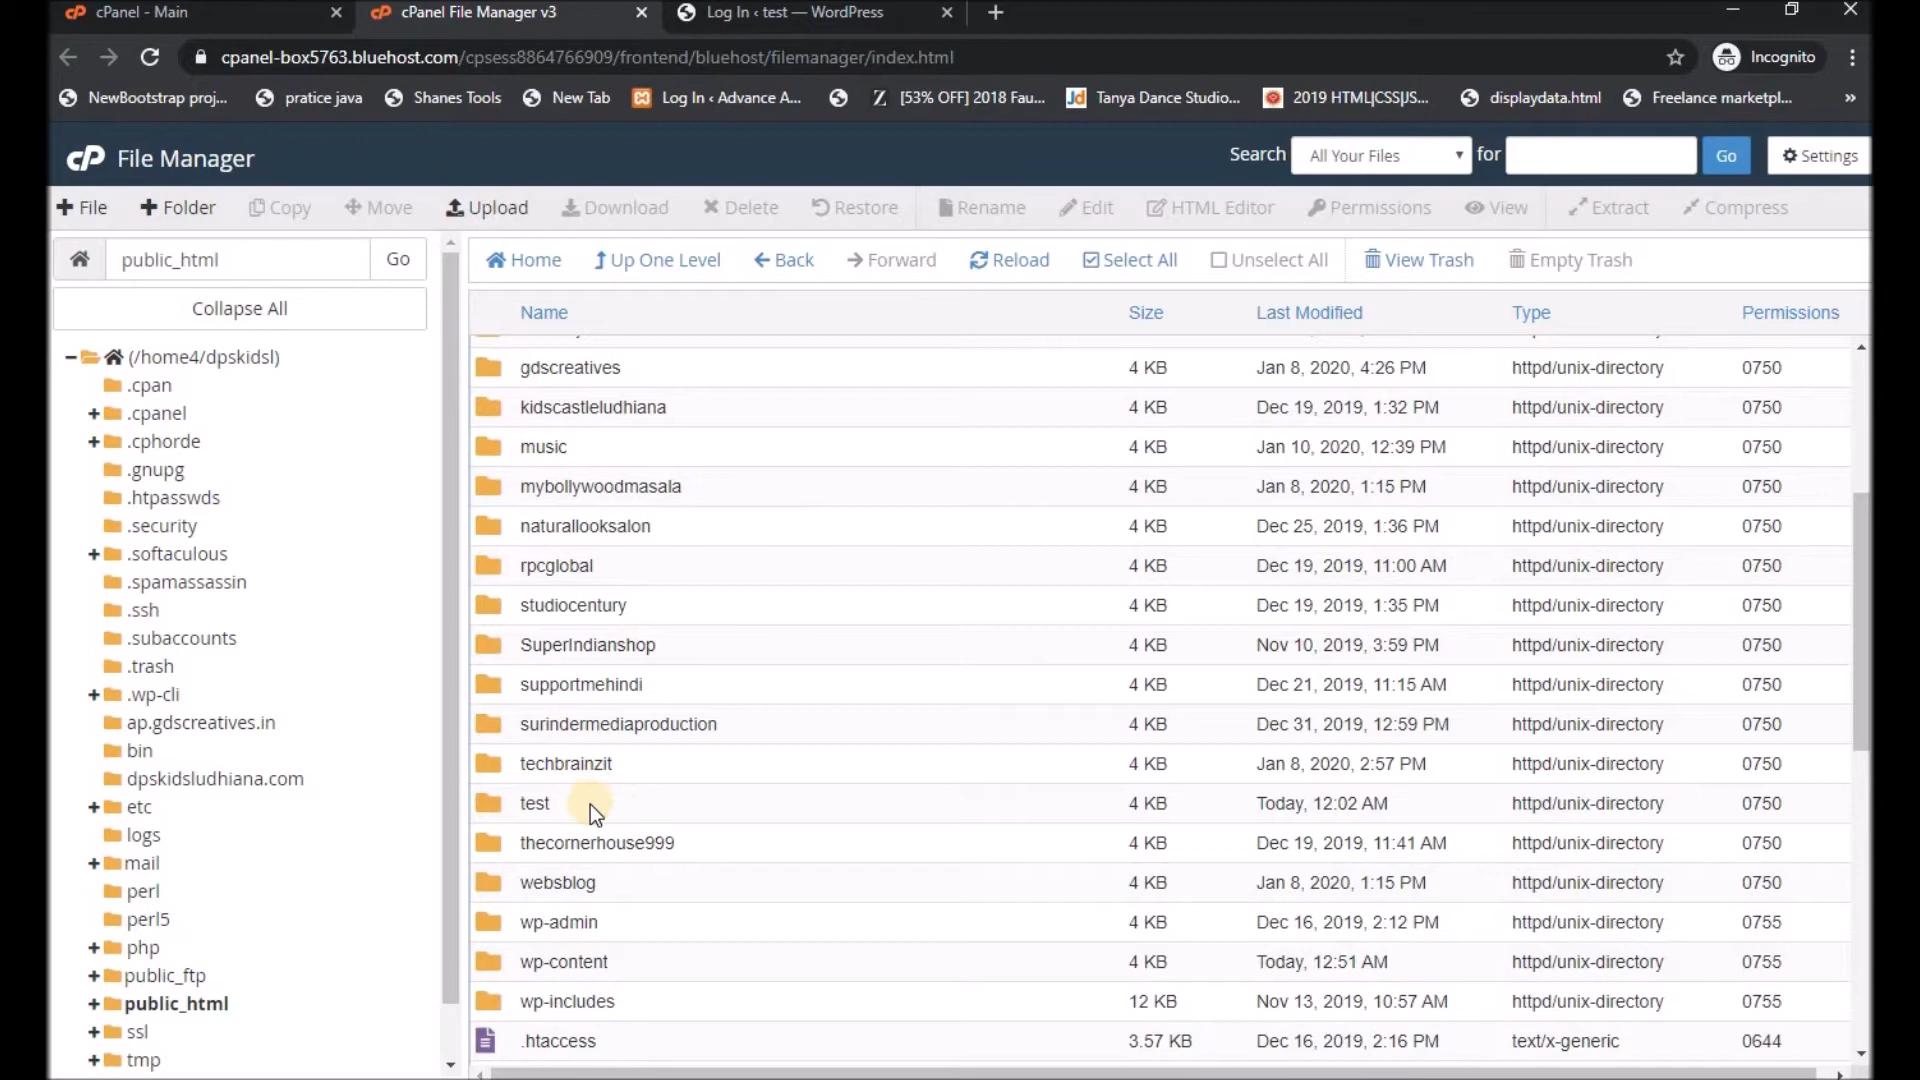 cPanel - Main
cPanel File Manager v3
Log In ‹ test — WordPress
cpanel-box5763.bluehost.com/cpsess8864766909/frontend/bluehost/filemanager/index.html
Incognito
NewBootstrap proj...
pratice java
Shanes Tools
New Tab
Log In ‹ Advance A...
[53% OFF] 2018 Fau...
Tanya Dance Studio...
2019 HTML|CSS|JS...
displaydata.html
Freelance marketpl...
»
cP File Manager
Search All Your Files for Go Settings
File
Folder
Copy
Move
Upload
Download
Delete
Restore
Rename
Edit
HTML Editor
Permissions
View
Extract
Compress
public_html Go
Collapse All
(/home4/dpskidsl)
.cpan
.cpanel
.cphorde
.gnupg
.htpasswds
.security
.softaculous
.spamassassin
.ssh
.subaccounts
.trash
.wp-cli
ap.gdscreatives.in
bin
dpskidsludhiana.com
etc
logs
mail
perl
perl5
php
public_ftp
public_html
ssl
tmp
Home
Up One Level
Back
Forward
Reload
Select All
Unselect All
View Trash
Empty Trash
Name Size Last Modified Type Permissions
gdscreatives 4 KB Jan 8, 2020, 4:26 PM httpd/unix-directory 0750
kidscastleludhiana 4 KB Dec 19, 2019, 1:32 PM httpd/unix-directory 0750
music 4 KB Jan 10, 2020, 12:39 PM httpd/unix-directory 0750
mybollywoodmasala 4 KB Jan 8, 2020, 1:15 PM httpd/unix-directory 0750
naturallooksalon 4 KB Dec 25, 2019, 1:36 PM httpd/unix-directory 0750
rpcglobal 4 KB Dec 19, 2019, 11:00 AM httpd/unix-directory 0750
studiocentury 4 KB Dec 19, 2019, 1:35 PM httpd/unix-directory 0750
SuperIndianshop 4 KB Nov 10, 2019, 3:59 PM httpd/unix-directory 0750
supportmehindi 4 KB Dec 21, 2019, 11:15 AM httpd/unix-directory 0750
surindermediaproduction 4 KB Dec 31, 2019, 12:59 PM httpd/unix-directory 0750
techbrainzit 4 KB Jan 8, 2020, 2:57 PM httpd/unix-directory 0750
test 4 KB Today, 12:02 AM httpd/unix-directory 0750
thecornerhouse999 4 KB Dec 19, 2019, 11:41 AM httpd/unix-directory 0750
websblog 4 KB Jan 8, 2020, 1:15 PM httpd/unix-directory 0750
wp-admin 4 KB Dec 16, 2019, 2:12 PM httpd/unix-directory 0755
wp-content 4 KB Today, 12:51 AM httpd/unix-directory 0755
wp-includes 12 KB Nov 13, 2019, 10:57 AM httpd/unix-directory 0755
.htaccess 3.57 KB Dec 16, 2019, 2:16 PM text/x-generic 0644